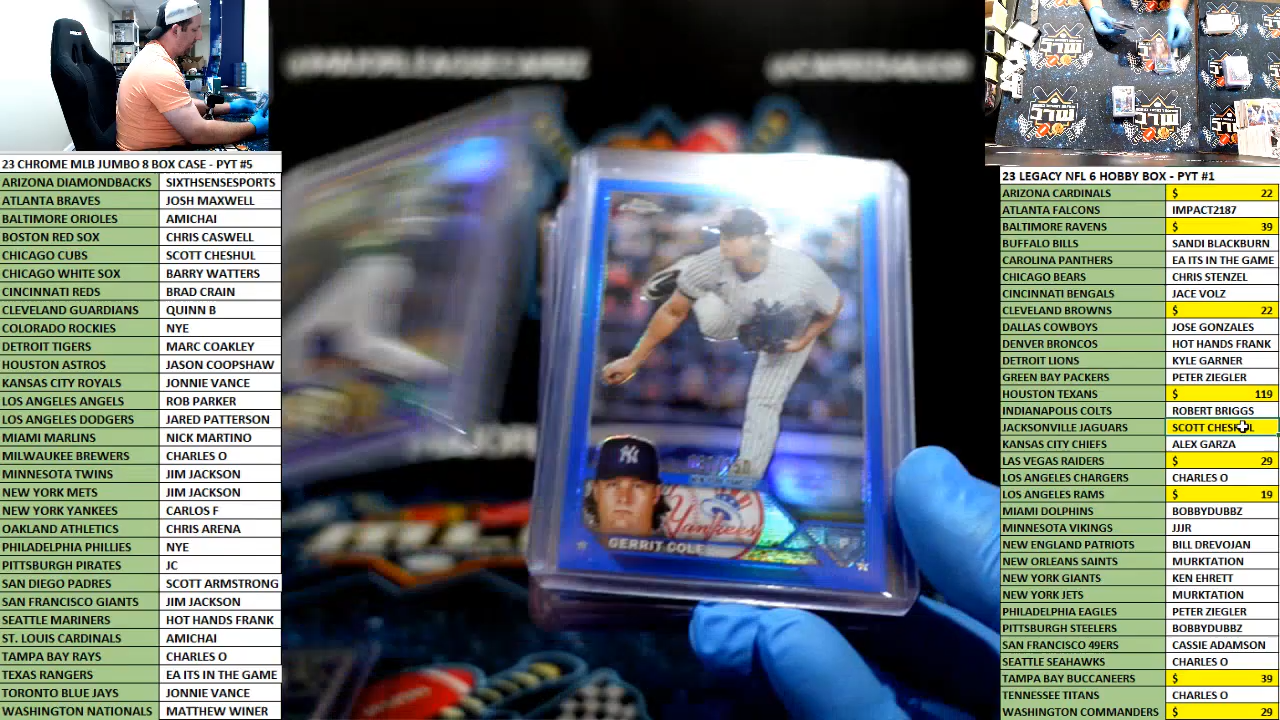 23 CHROME MLB JUMBO 8 BOX CASE - PYT #5
ARIZONA DIAMONDBACKS SIXTHSENSESPORTS
ATLANTA BRAVES JOSH MAXWELL
BALTIMORE ORIOLES AMICHAI
BOSTON RED SOX CHRIS CASWELL
CHICAGO CUBS SCOTT CHESHUL
CHICAGO WHITE SOX BARRY WATTERS
CINCINNATI REDS BRAD CRAIN
CLEVELAND GUARDIANS QUINN B
COLORADO ROCKIES NYE
DETROIT TIGERS MARC COAKLEY
HOUSTON ASTROS JASON COOPSHAW
KANSAS CITY ROYALS JONNIE VANCE
LOS ANGELES ANGELS ROB PARKER
LOS ANGELES DODGERS JARED PATTERSON
MIAMI MARLINS NICK MARTINO
MILWAUKEE BREWERS CHARLES O
MINNESOTA TWINS JIM JACKSON
NEW YORK METS JIM JACKSON
NEW YORK YANKEES CARLOS F
OAKLAND ATHLETICS CHRIS ARENA
PHILADELPHIA PHILLIES NYE
PITTSBURGH PIRATES JC
SAN DIEGO PADRES SCOTT ARMSTRONG
SAN FRANCISCO GIANTS JIM JACKSON
SEATTLE MARINERS HOT HANDS FRANK
ST. LOUIS CARDINALS AMICHAI
TAMPA BAY RAYS CHARLES O
TEXAS RANGERS EA ITS IN THE GAME
TORONTO BLUE JAYS JONNIE VANCE
WASHINGTON NATIONALS MATTHEW WINER
NY
Yankees
GERRIT COLE
P
MLC
23 LEGACY NFL 6 HOBBY BOX - PYT #1
ARIZONA CARDINALS $ 22
ATLANTA FALCONS IMPACT2187
BALTIMORE RAVENS $ 39
BUFFALO BILLS SANDI BLACKBURN
CAROLINA PANTHERS EA ITS IN THE GAME
CHICAGO BEARS CHRIS STENZEL
CINCINNATI BENGALS JACE VOLZ
CLEVELAND BROWNS $ 22
DALLAS COWBOYS JOSE GONZALES
DENVER BRONCOS HOT HANDS FRANK
DETROIT LIONS KYLE GARNER
GREEN BAY PACKERS PETER ZIEGLER
HOUSTON TEXANS $ 119
INDIANAPOLIS COLTS ROBERT BRIGGS
JACKSONVILLE JAGUARS SCOTT CHESHUL
KANSAS CITY CHIEFS ALEX GARZA
LAS VEGAS RAIDERS $ 29
LOS ANGELES CHARGERS CHARLES O
LOS ANGELES RAMS $ 19
MIAMI DOLPHINS BOBBYDUBBZ
MINNESOTA VIKINGS JJJR
NEW ENGLAND PATRIOTS BILL DREVOJAN
NEW ORLEANS SAINTS MURKTATION
NEW YORK GIANTS KEN EHRETT
NEW YORK JETS MURKTATION
PHILADELPHIA EAGLES PETER ZIEGLER
PITTSBURGH STEELERS BOBBYDUBBZ
SAN FRANCISCO 49ERS CASSIE ADAMSON
SEATTLE SEAHAWKS CHARLES O
TAMPA BAY BUCCANEERS $ 39
TENNESSEE TITANS CHARLES O
WASHINGTON COMMANDERS $ 29